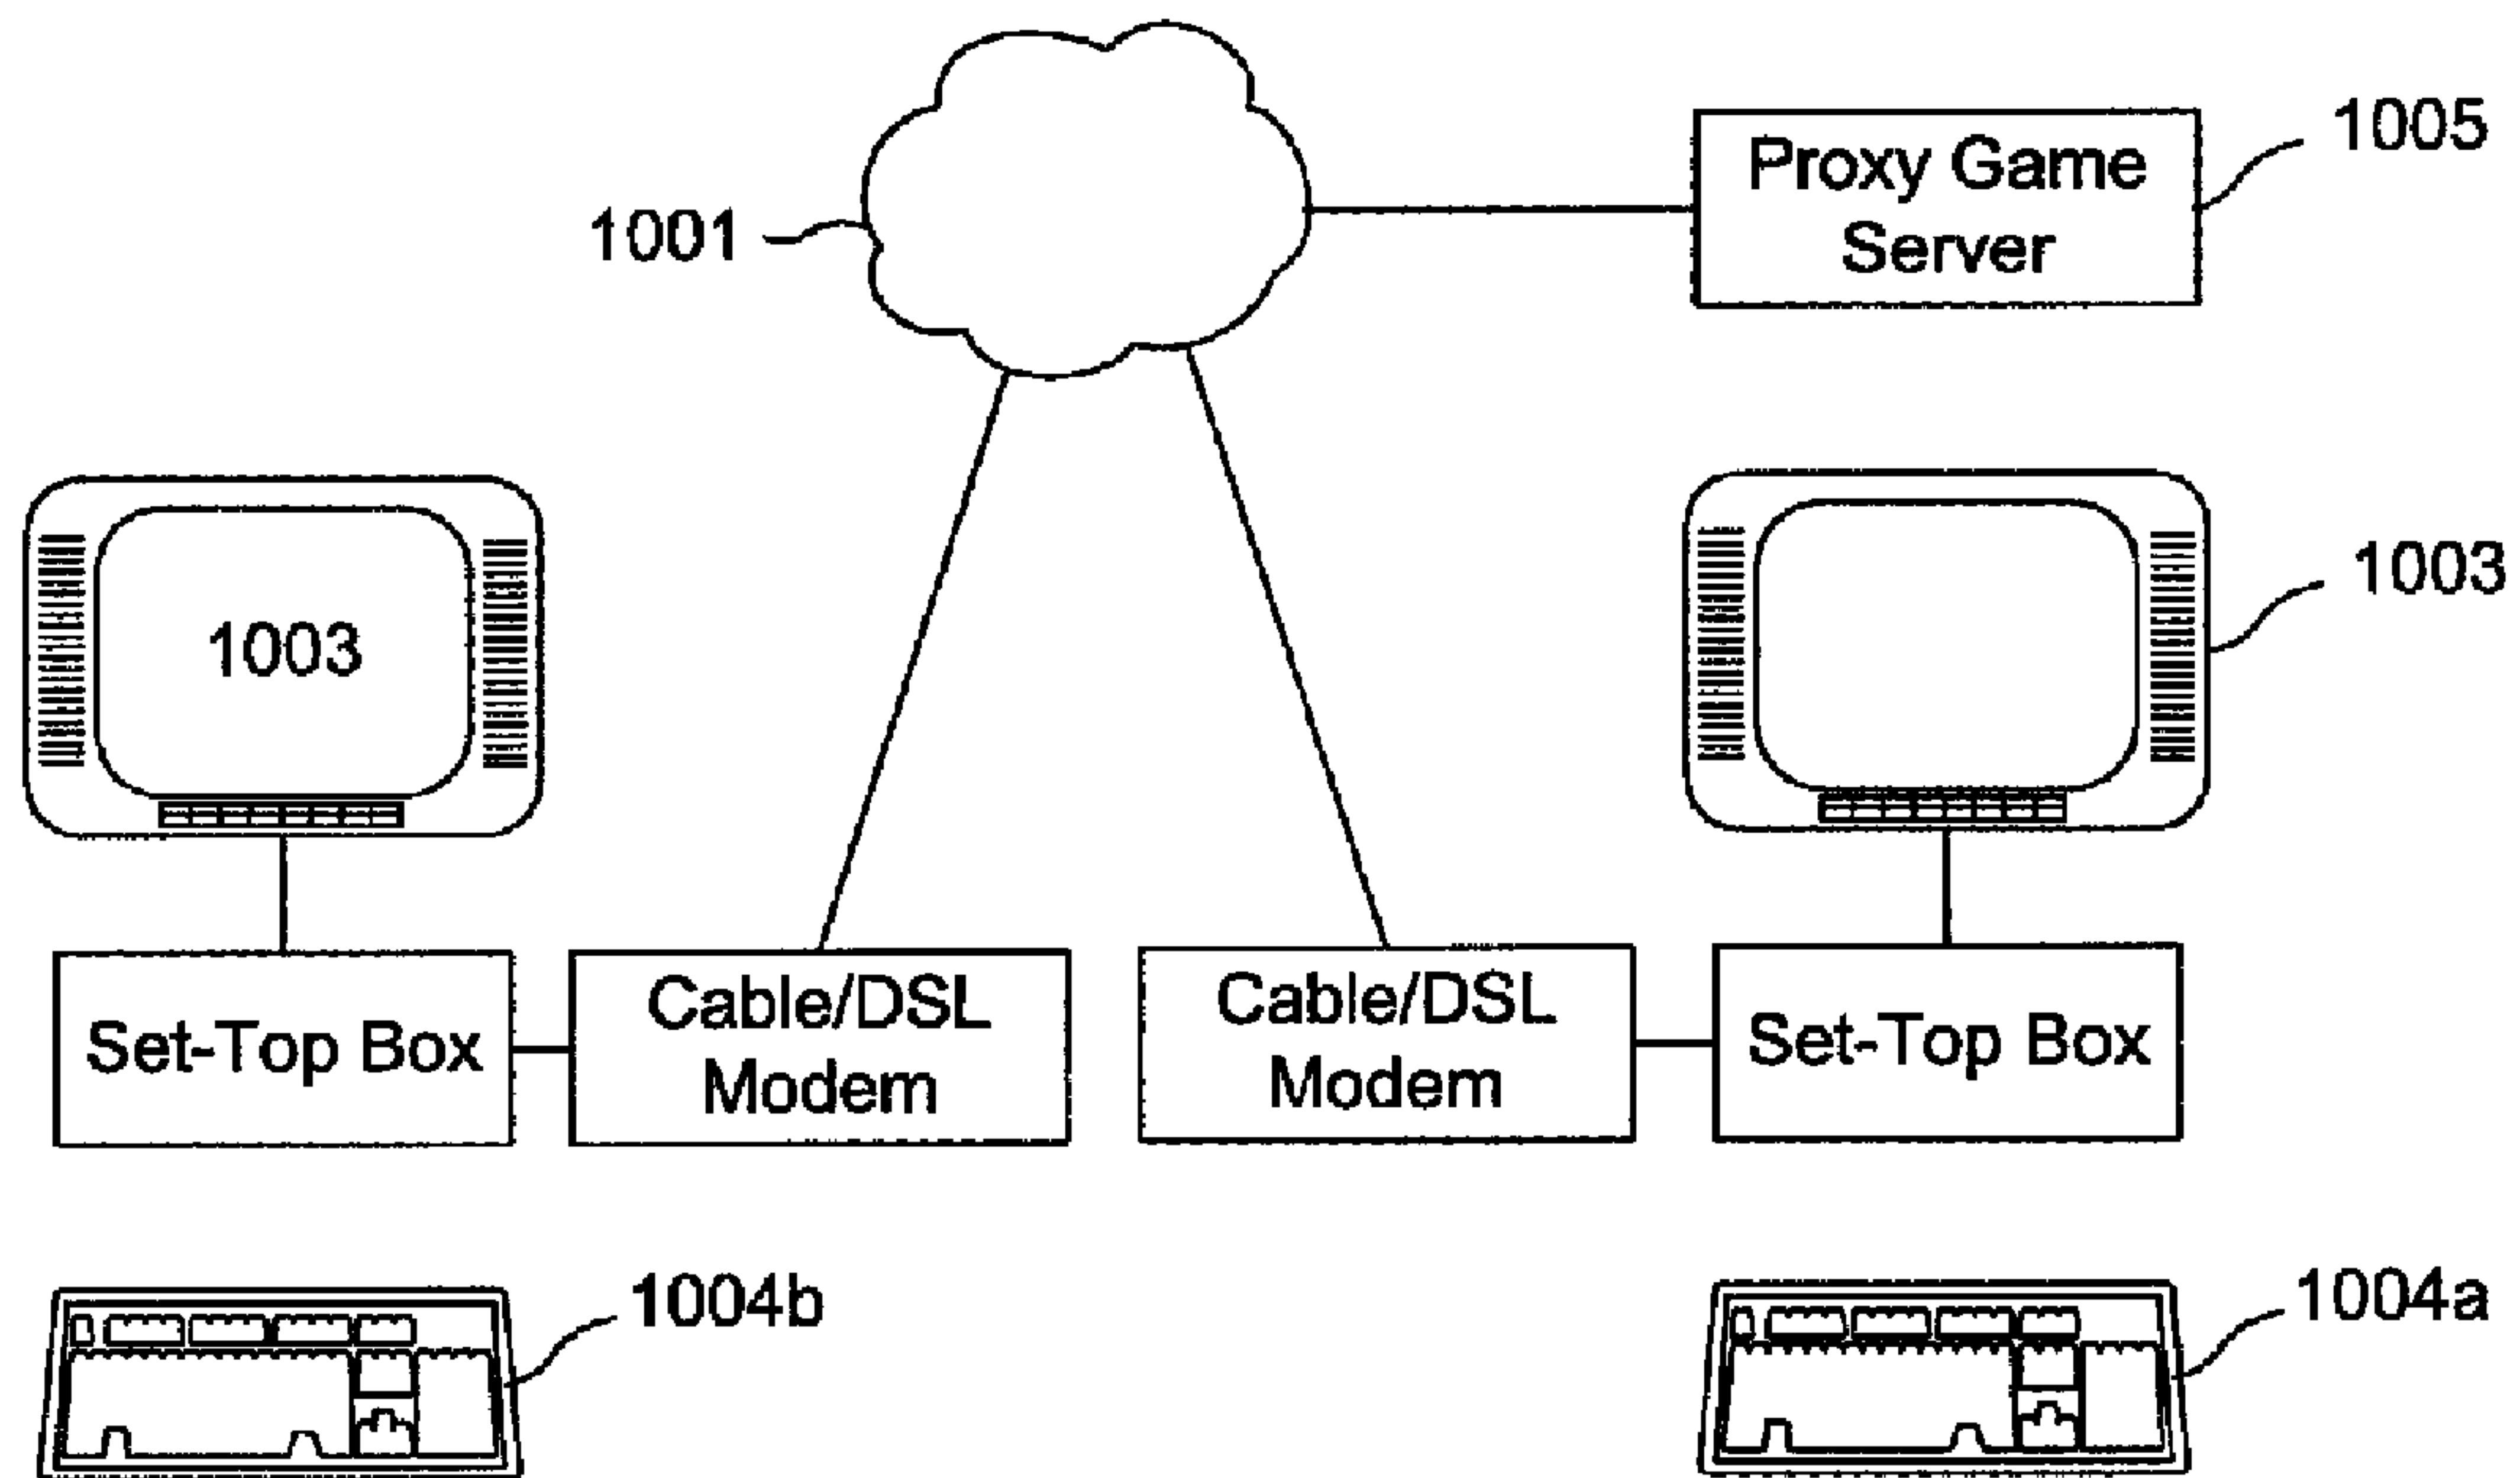 1005
Proxy Game
Server
1001
1003
1003
Set-Top Box
Cable/DSL
Modem
Cable/DSL
Modem
Set-Top Box
1004b
1004a